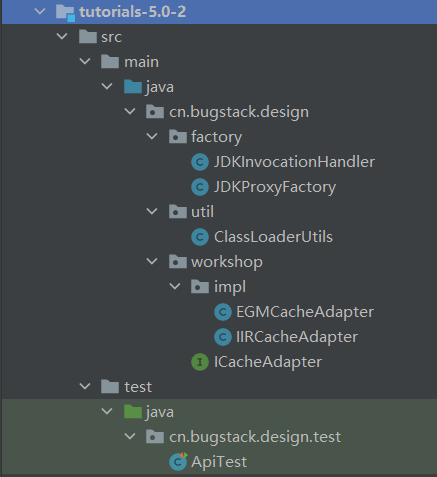 tutorials-5.0-2
src
main
java
cn.bugstack.design
factory
JDKInvocationHandler
JDKProxyFactory
util
ClassLoaderUtils
workshop
impl
EGMCacheAdapter
IIRCacheAdapter
ICacheAdapter
test
java
cn.bugstack.design.test
ApiTest